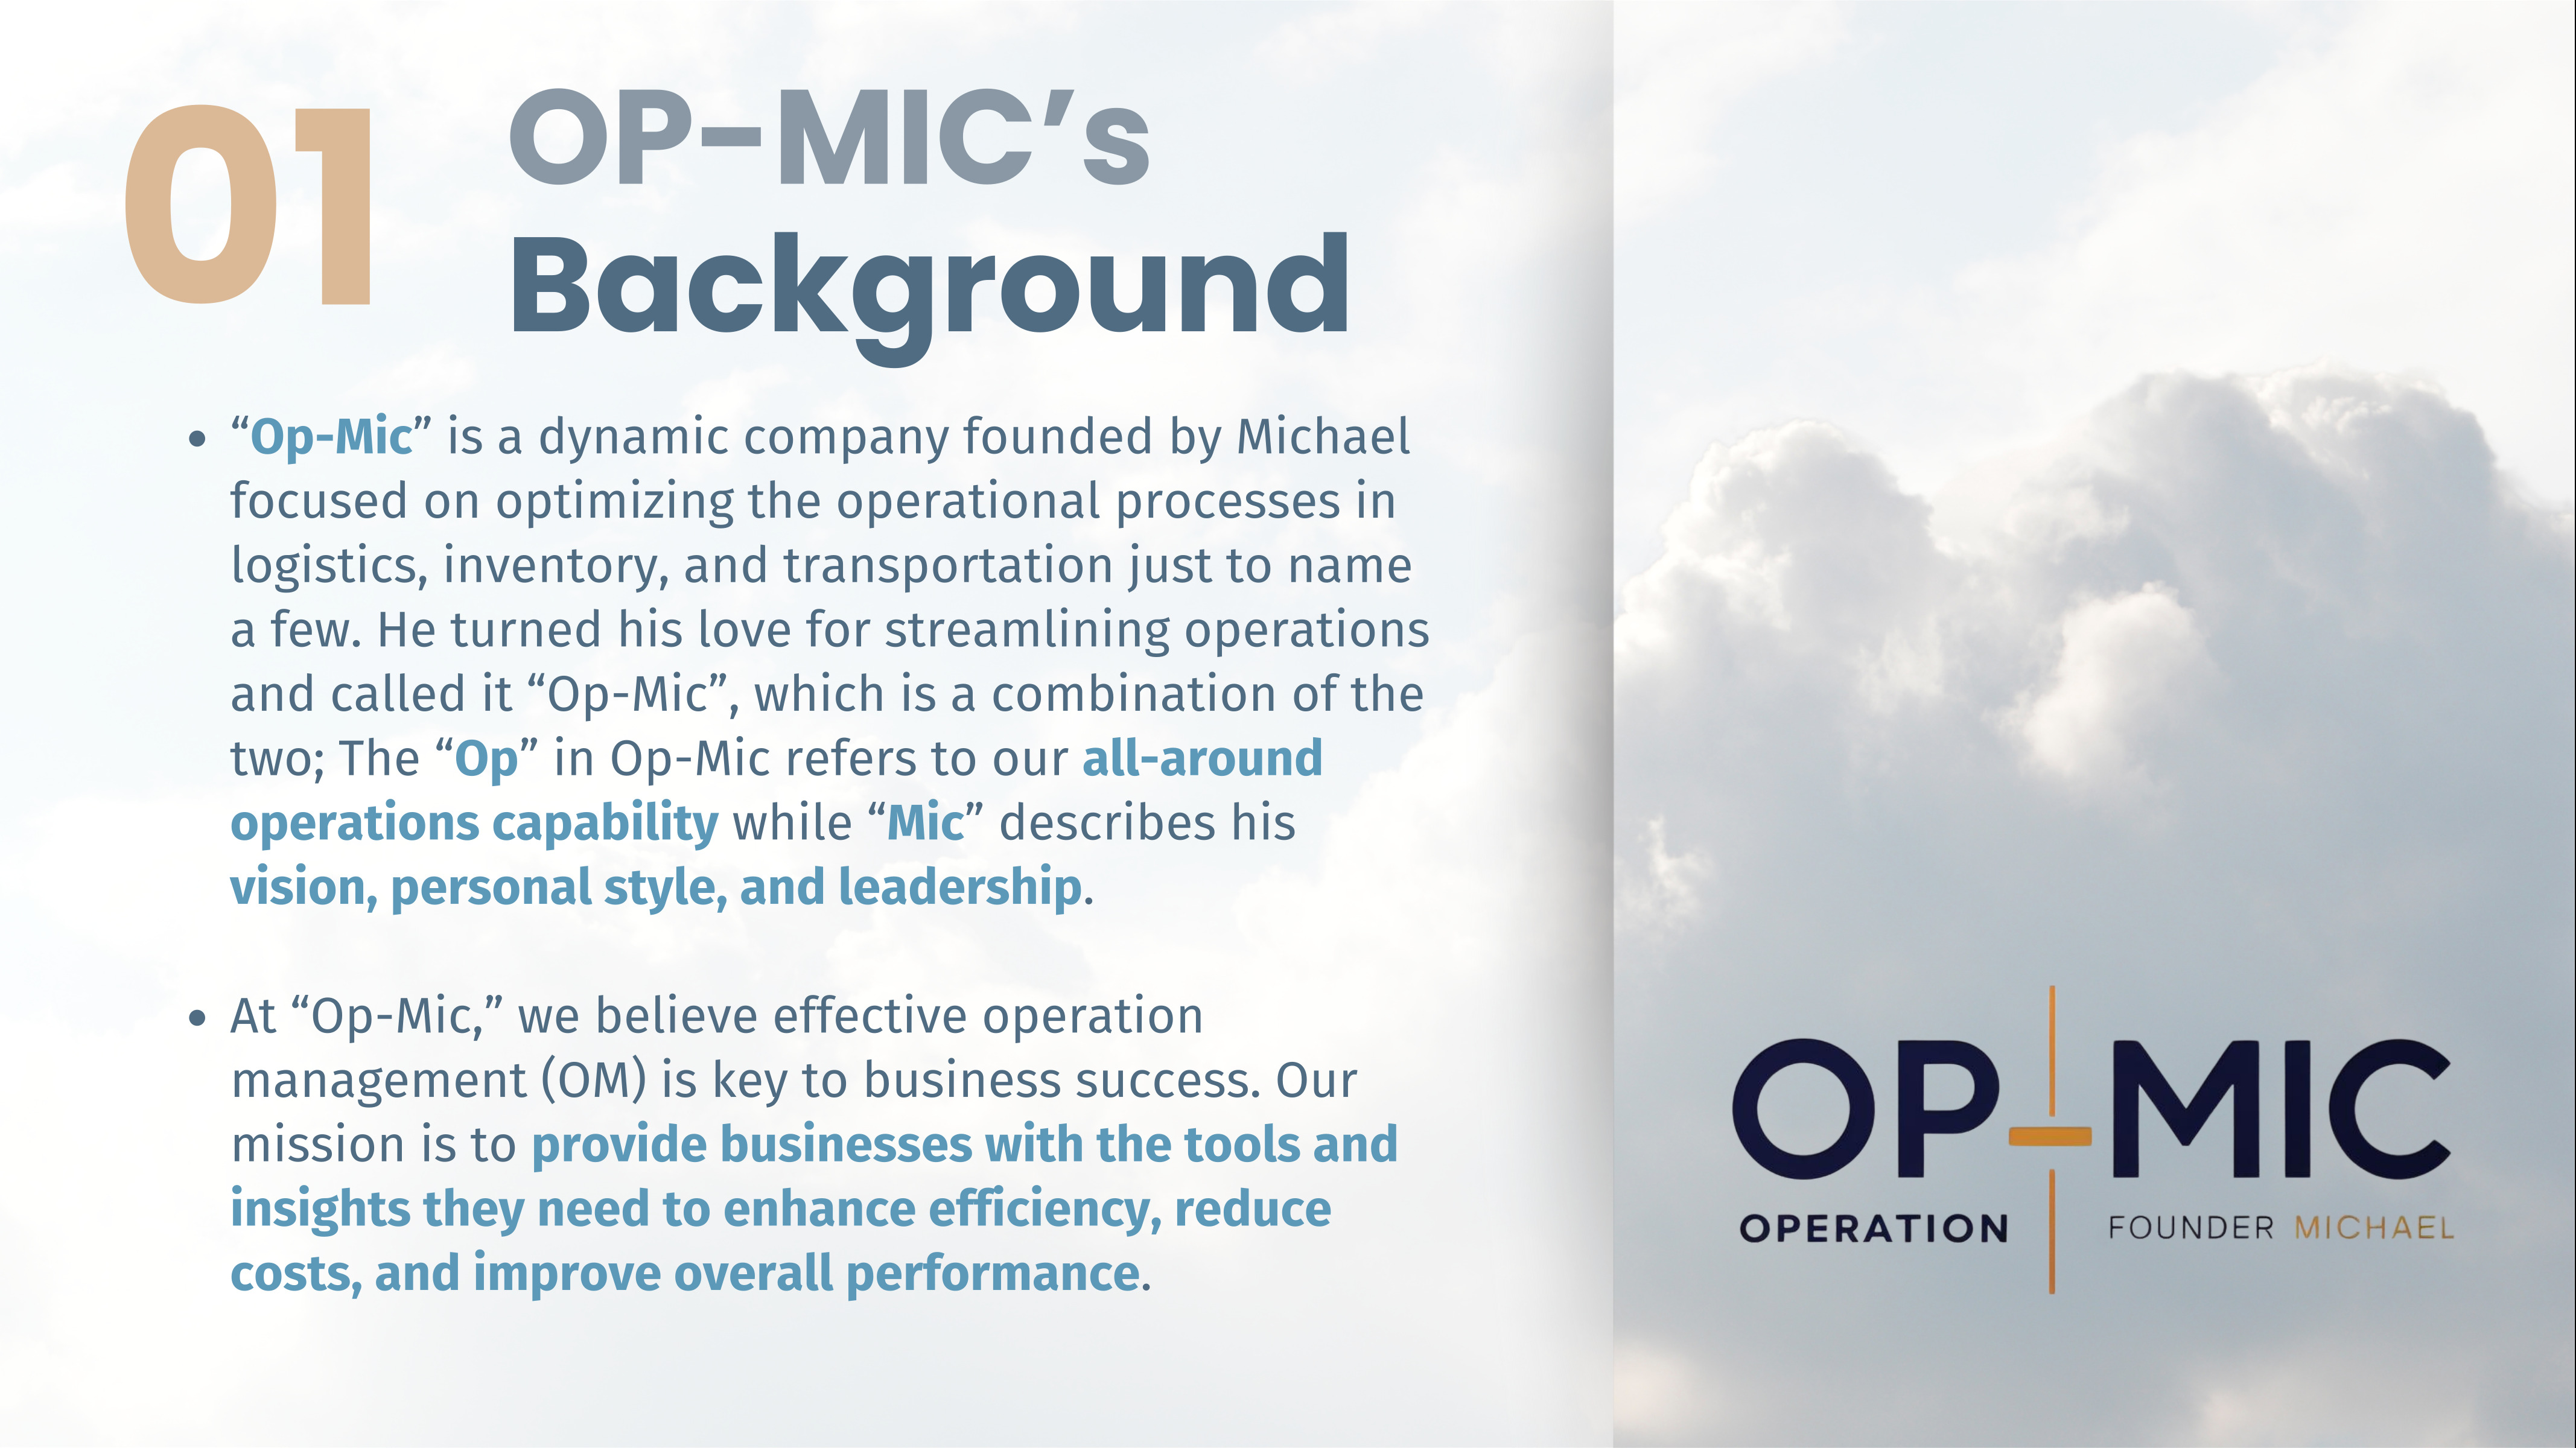 01
OP-MIC’s
Background
• “Op-Mic” is a dynamic company founded by Michael
focused on optimizing the operational processes in
logistics, inventory, and transportation just to name
a few. He turned his love for streamlining operations
and called it “Op-Mic”, which is a combination of the
two; The “Op” in Op-Mic refers to our all-around
operations capability while “Mic” describes his
vision, personal style, and leadership.
• At “Op-Mic,” we believe effective operation
management (OM) is key to business success. Our
mission is to provide businesses with the tools and
insights they need to enhance efficiency, reduce
costs, and improve overall performance.
OP-MIC
OPERATION
FOUNDER MICHAEL